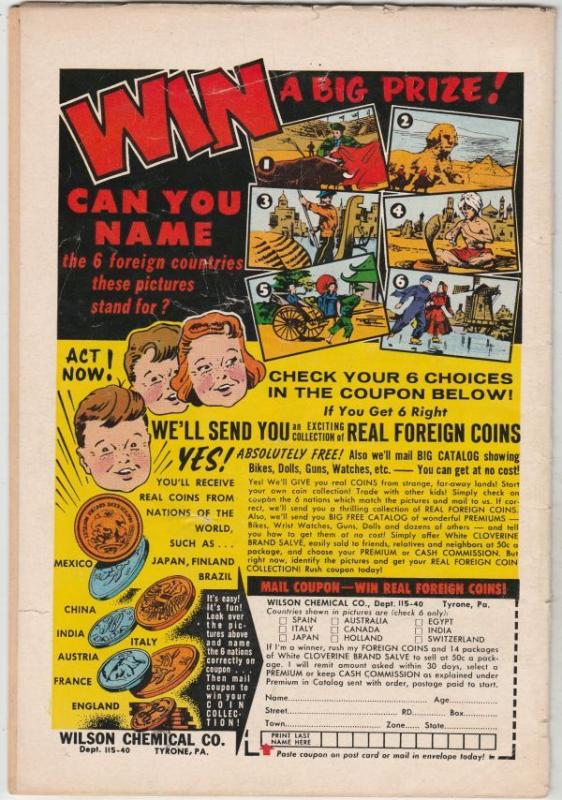 WIN
A BIG PRIZE!
CAN YOU
NAME
the 6 foreign countries
these pictures
stand for?
1
2
3
4
5
6
ACT
NOW!
CHECK YOUR 6 CHOICES
IN THE COUPON BELOW!
If You Get 6 Right
WE'LL SEND YOU an EXCITING COLLECTION of REAL FOREIGN COINS
YES!
ABSOLUTELY FREE! Also we'll mail BIG CATALOG showing
Bikes, Dolls, Guns, Watches, etc. — You can get at no cost!
YOU'LL RECEIVE
REAL COINS FROM
NATIONS OF THE
WORLD,
SUCH AS...
MEXICO
JAPAN, FINLAND
BRAZIL
CHINA
INDIA
ITALY
AUSTRIA
FRANCE
ENGLAND
Yes! We'll GIVE you real COINS from strange, far-away lands! Start
your own coin collection! Trade with other kids! Simply check on
coupon the 6 nations which match the pictures and mail to us. If cor-
rect, we'll send you a thrilling collection of REAL FOREIGN COINS.
Also, we'll send you BIG FREE CATALOG of wonderful PREMIUMS —
Bikes, Wrist Watches, Guns, Dolls and dozens of others — and tell
you how to get them at no cost! Simply offer White CLOVERINE
BRAND SALVE, easily sold to friends, relatives and neighbors at 50c a
package, and choose your PREMIUM or CASH COMMISSION. But
right now, identify the pictures and get your REAL FOREIGN COIN
COLLECTION! Rush coupon today!
It's easy!
It's fun!
Look
over
the pic-
tures above
and name
the 6 nations
correctly on
coupon ...
Then mail
coupon to
win your
COIN
COLLEC-
TION!
WILSON CHEMICAL CO.
Dept. 115-40 TYRONE, PA.
MAIL COUPON—WIN REAL FOREIGN COINS!
WILSON CHEMICAL CO., Dept. 115-40 Tyrone, Pa.
Countries shown in pictures are (check 6 only):
SPAIN AUSTRALIA EGYPT
ITALY CANADA INDIA
JAPAN HOLLAND SWITZERLAND
If I'm a winner, rush my FOREIGN COINS and 14 packages
of White CLOVERINE BRAND SALVE to sell at 50c a pack-
age. I will remit amount asked within 30 days, select a
PREMIUM or keep CASH COMMISSION as explained under
Premium in Catalog sent with order, postage paid to start.
Name Age
Street RD. Box
Town Zone State
PRINT LAST
NAME HERE
Paste coupon on post card or mail in envelope today!